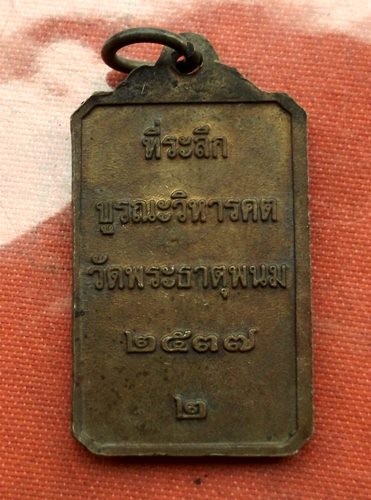 ที่ระลึก
บูรณะวิหารคต
วัดพระธาตุพนม
๒๕๓๗
๒